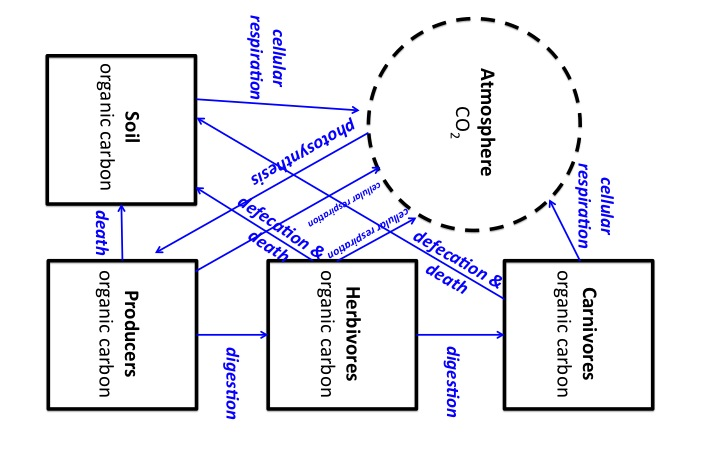 Atmosphere
CO2
cellular
respiration
Soil
organic carbon
photosynthesis
cellular respiration
cellular respiration
cellular
respiration
defecation &
death
defecation &
death
death
Producers
organic carbon
digestion
Herbivores
organic carbon
digestion
Carnivores
organic carbon